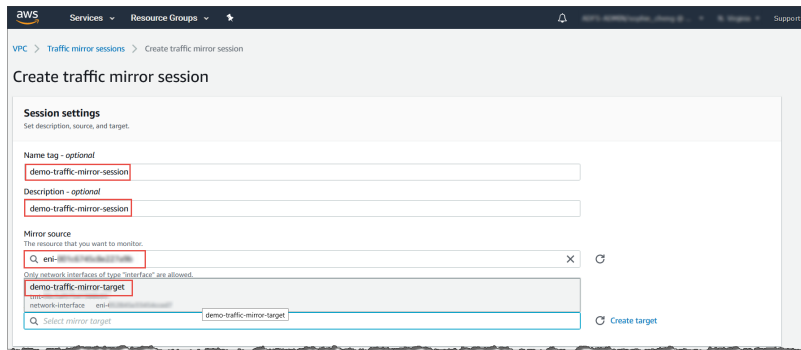 aws Services Resource Groups Support
VPC > Traffic mirror sessions > Create traffic mirror session
Create traffic mirror session
Session settings
Set description, source, and target.
Name tag - optional
demo-traffic-mirror-session
Description - optional
demo-traffic-mirror-session
Mirror source
The resource that you want to monitor.
eni-
Only network interfaces of type "interface" are allowed.
demo-traffic-mirror-target
network-interface eni-
demo-traffic-mirror-target
Select mirror target
Create target